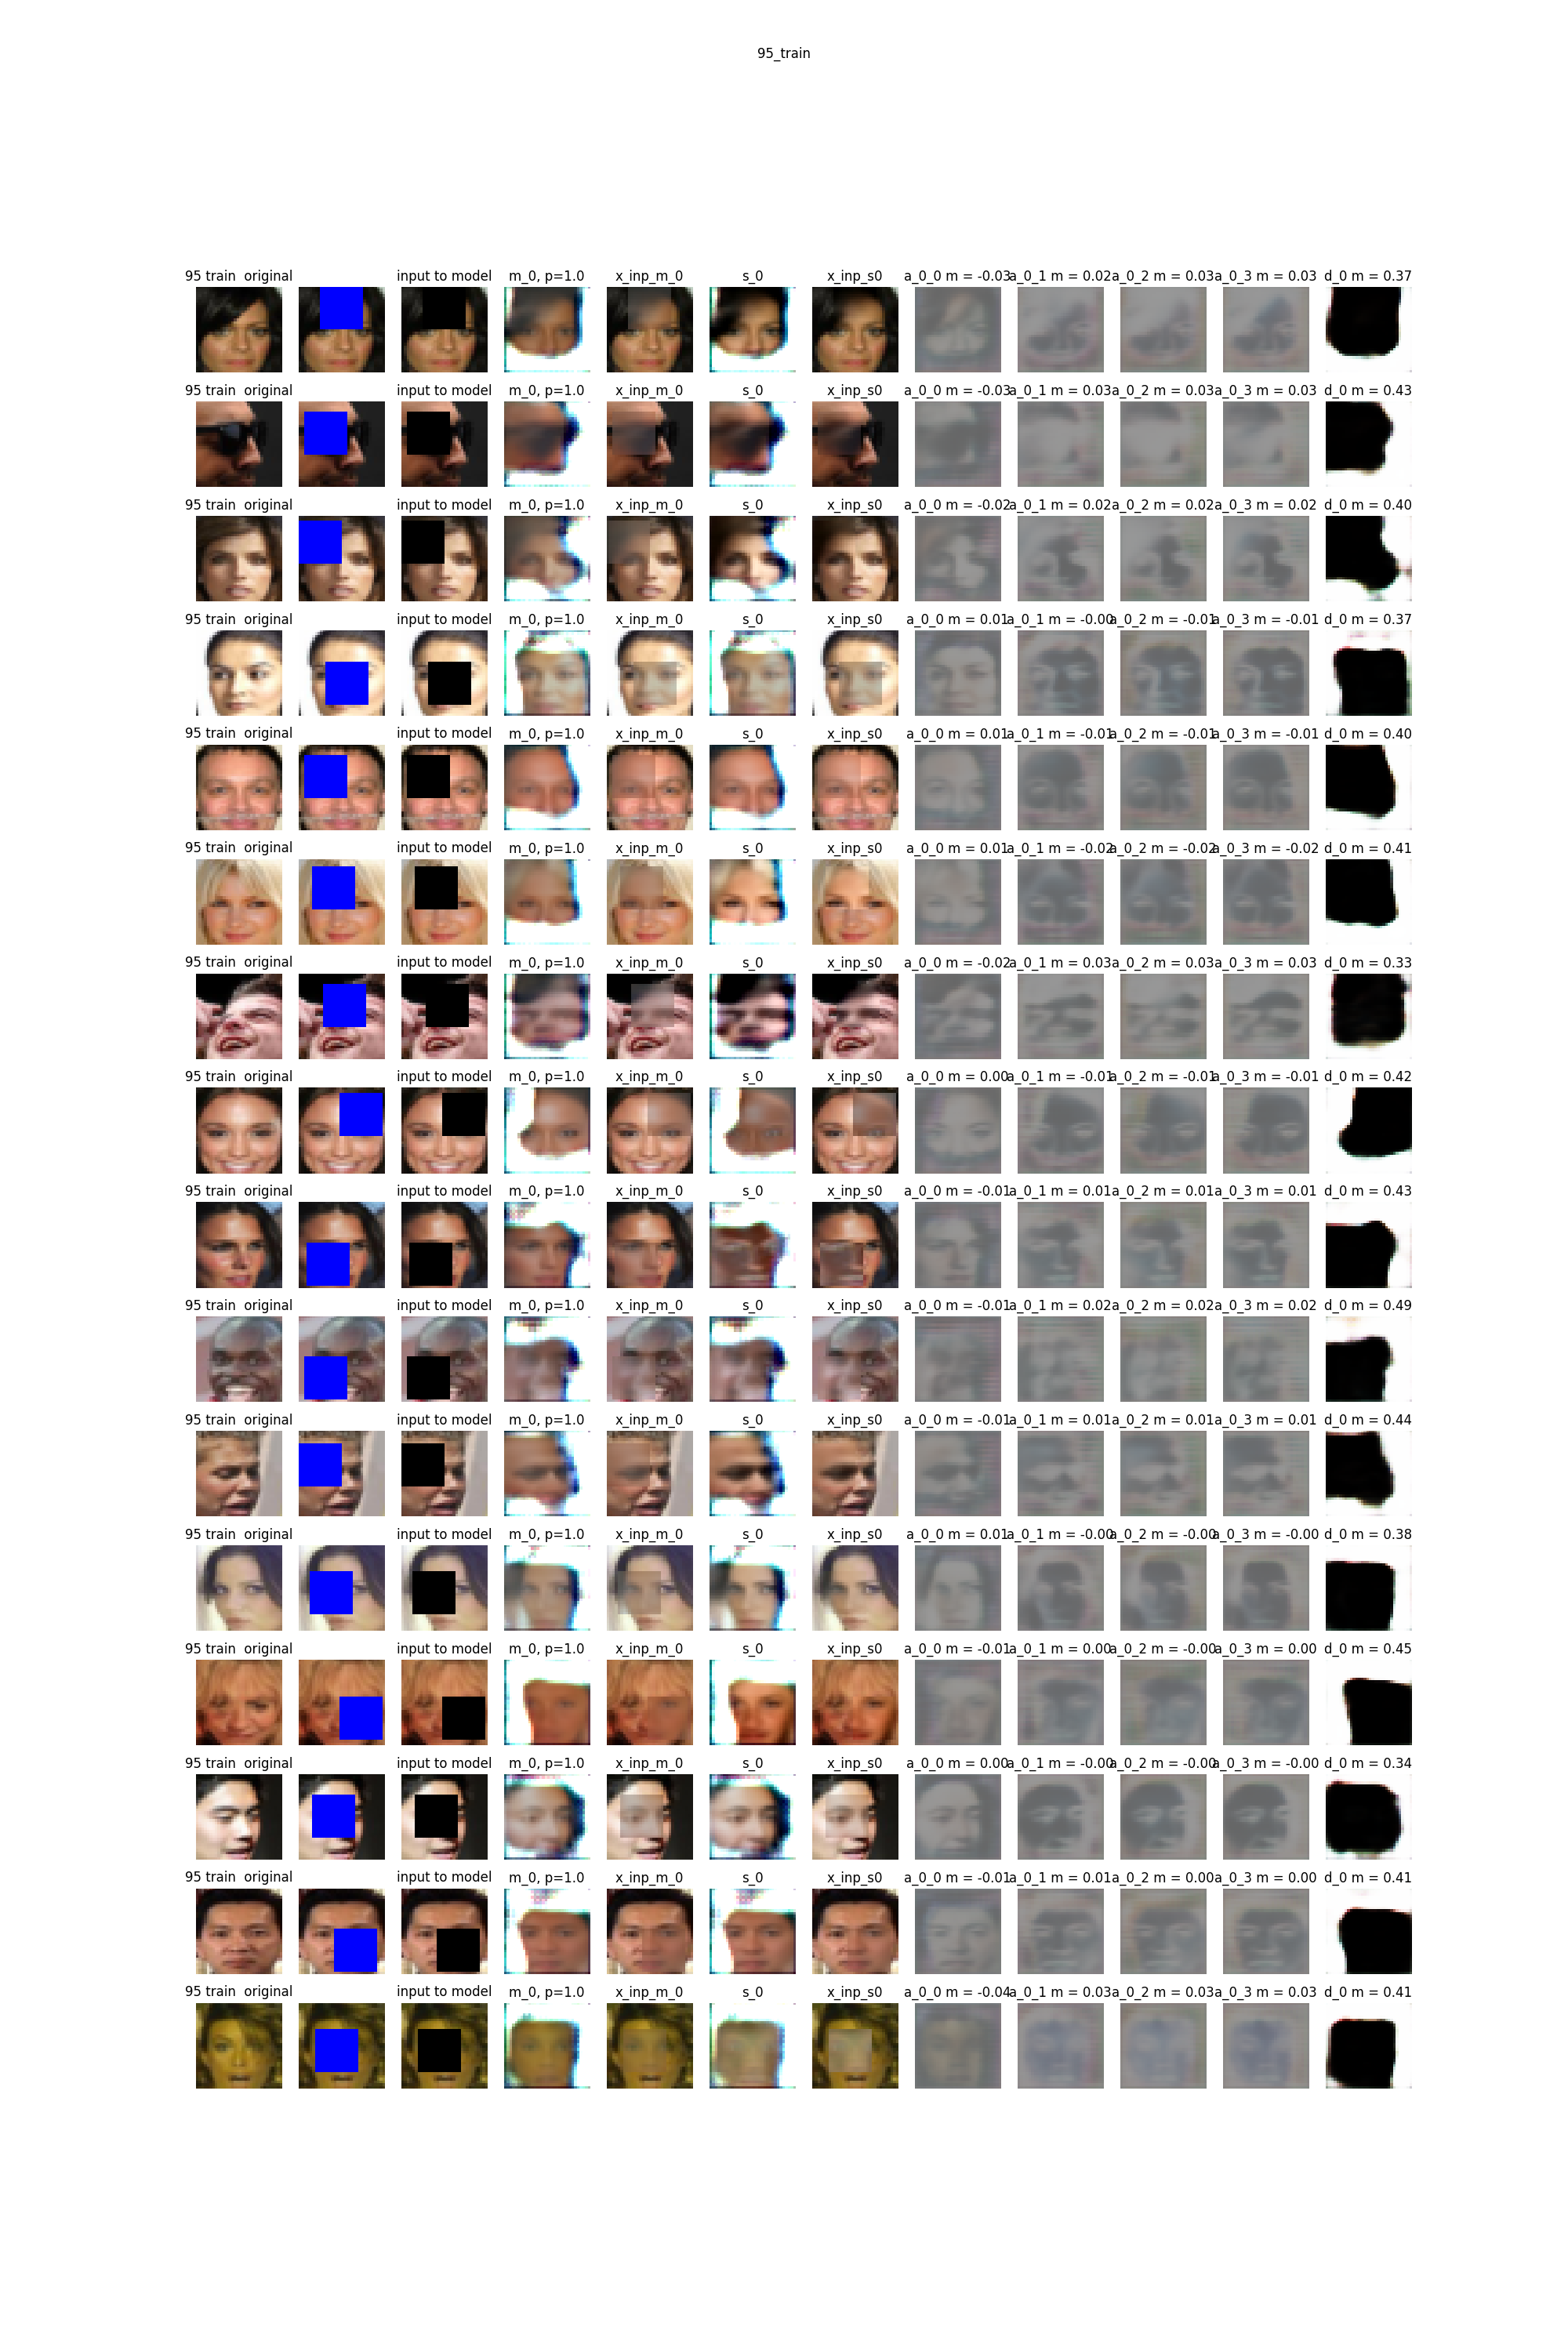 95_train
95 train original input to model m_0, p=1.0 x_inp_m_0 s_0 x_inp_s0 a_0_0 m = -0.03 a_0_1 m = 0.02 a_0_2 m = 0.03 a_0_3 m = 0.03 d_0 m = 0.37
95 train original input to model m_0, p=1.0 x_inp_m_0 s_0 x_inp_s0 a_0_0 m = -0.03 a_0_1 m = 0.03 a_0_2 m = 0.03 a_0_3 m = 0.03 d_0 m = 0.43
95 train original input to model m_0, p=1.0 x_inp_m_0 s_0 x_inp_s0 a_0_0 m = -0.02 a_0_1 m = 0.02 a_0_2 m = 0.02 a_0_3 m = 0.02 d_0 m = 0.40
95 train original input to model m_0, p=1.0 x_inp_m_0 s_0 x_inp_s0 a_0_0 m = 0.01 a_0_1 m = -0.00 a_0_2 m = -0.01 a_0_3 m = -0.01 d_0 m = 0.37
95 train original input to model m_0, p=1.0 x_inp_m_0 s_0 x_inp_s0 a_0_0 m = 0.01 a_0_1 m = -0.01 a_0_2 m = -0.01 a_0_3 m = -0.01 d_0 m = 0.40
95 train original input to model m_0, p=1.0 x_inp_m_0 s_0 x_inp_s0 a_0_0 m = 0.01 a_0_1 m = -0.02 a_0_2 m = -0.02 a_0_3 m = -0.02 d_0 m = 0.41
95 train original input to model m_0, p=1.0 x_inp_m_0 s_0 x_inp_s0 a_0_0 m = -0.02 a_0_1 m = 0.03 a_0_2 m = 0.03 a_0_3 m = 0.03 d_0 m = 0.33
95 train original input to model m_0, p=1.0 x_inp_m_0 s_0 x_inp_s0 a_0_0 m = 0.00 a_0_1 m = -0.01 a_0_2 m = -0.01 a_0_3 m = -0.01 d_0 m = 0.42
95 train original input to model m_0, p=1.0 x_inp_m_0 s_0 x_inp_s0 a_0_0 m = -0.01 a_0_1 m = 0.01 a_0_2 m = 0.01 a_0_3 m = 0.01 d_0 m = 0.43
95 train original input to model m_0, p=1.0 x_inp_m_0 s_0 x_inp_s0 a_0_0 m = -0.01 a_0_1 m = 0.02 a_0_2 m = 0.02 a_0_3 m = 0.02 d_0 m = 0.49
95 train original input to model m_0, p=1.0 x_inp_m_0 s_0 x_inp_s0 a_0_0 m = -0.01 a_0_1 m = 0.01 a_0_2 m = 0.01 a_0_3 m = 0.01 d_0 m = 0.44
95 train original input to model m_0, p=1.0 x_inp_m_0 s_0 x_inp_s0 a_0_0 m = 0.01 a_0_1 m = -0.00 a_0_2 m = -0.00 a_0_3 m = -0.00 d_0 m = 0.38
95 train original input to model m_0, p=1.0 x_inp_m_0 s_0 x_inp_s0 a_0_0 m = -0.01 a_0_1 m = 0.00 a_0_2 m = -0.00 a_0_3 m = 0.00 d_0 m = 0.45
95 train original input to model m_0, p=1.0 x_inp_m_0 s_0 x_inp_s0 a_0_0 m = 0.00 a_0_1 m = -0.00 a_0_2 m = -0.00 a_0_3 m = -0.00 d_0 m = 0.34
95 train original input to model m_0, p=1.0 x_inp_m_0 s_0 x_inp_s0 a_0_0 m = -0.01 a_0_1 m = 0.01 a_0_2 m = 0.00 a_0_3 m = 0.00 d_0 m = 0.41
95 train original input to model m_0, p=1.0 x_inp_m_0 s_0 x_inp_s0 a_0_0 m = -0.04 a_0_1 m = 0.03 a_0_2 m = 0.03 a_0_3 m = 0.03 d_0 m = 0.41